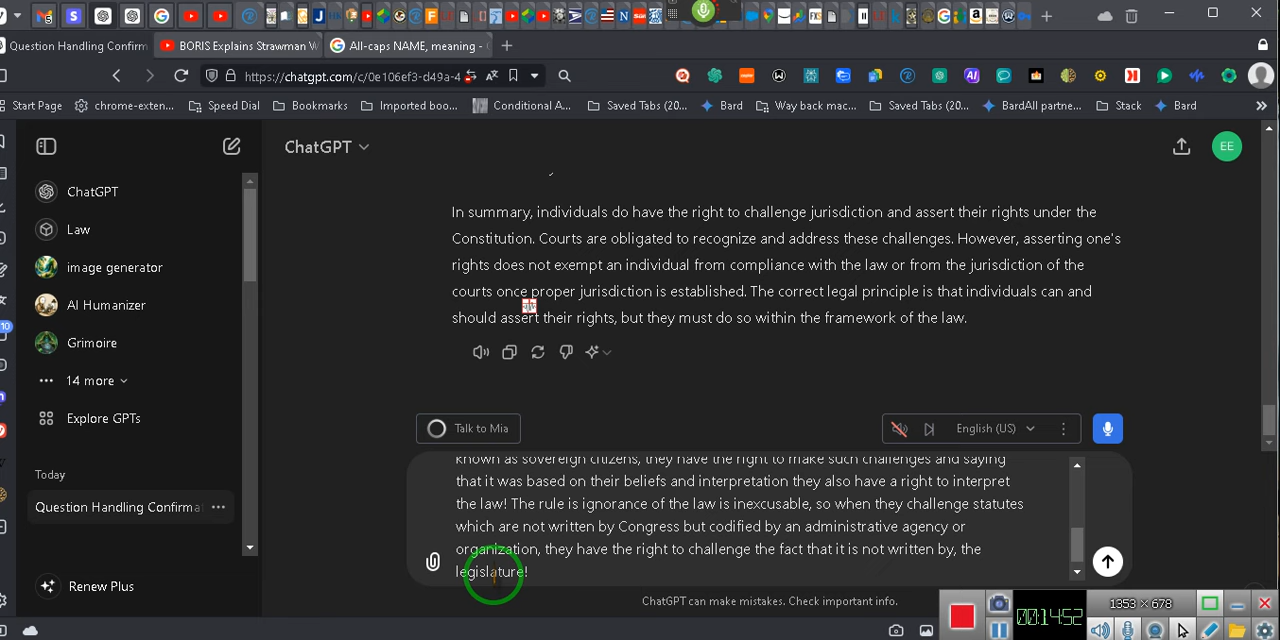 Question Handling Confirm
BORIS Explains Strawman W
All-caps NAME, meaning -
https://chatgpt.com/c/0e106ef3-d49a-4
Start Page
chrome-exten...
Speed Dial
Bookmarks
Imported boo...
Conditional A...
Saved Tabs (20...
Bard
Way back mac...
Saved Tabs (20...
BardAll partne...
Stack
Bard
ChatGPT
EE
ChatGPT
Law
image generator
AI Humanizer
Grimoire
14 more
Explore GPTs
Today
Question Handling Confirma
Renew Plus
In summary, individuals do have the right to challenge jurisdiction and assert their rights under the
Constitution. Courts are obligated to recognize and address these challenges. However, asserting one's
rights does not exempt an individual from compliance with the law or from the jurisdiction of the
courts once proper jurisdiction is established. The correct legal principle is that individuals can and
should assert their rights, but they must do so within the framework of the law.
Talk to Mia
English (US)
known as sovereign citizens, they have the right to make such challenges and saying
that it was based on their beliefs and interpretation they also have a right to interpret
the law! The rule is ignorance of the law is inexcusable, so when they challenge statutes
which are not written by Congress but codified by an administrative agency or
organization, they have the right to challenge the fact that it is not written by, the
legislature!
ChatGPT can make mistakes. Check important info.
1353 × 678
00:14:52